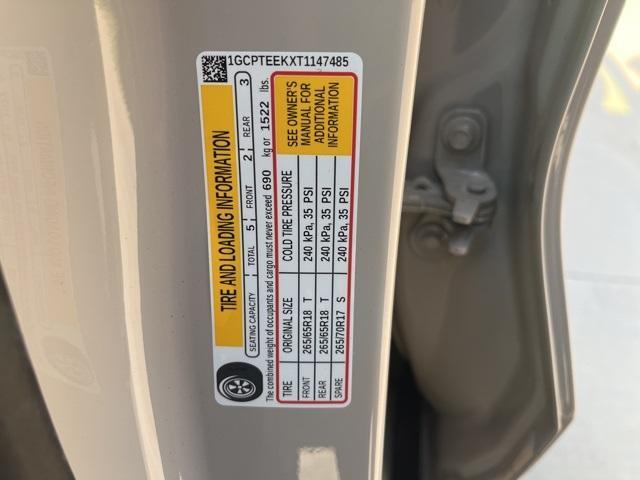 1GCPTEEKXT1147485
TIRE AND LOADING INFORMATION
SEATING CAPACITY TOTAL 5 FRONT 2 REAR 3
The combined weight of occupants and cargo must never exceed 690 kg or 1522 lbs.
TIRE ORIGINAL SIZE COLD TIRE PRESSURE
FRONT 265/65R18 T 240 kPa, 35 PSI
REAR 265/65R18 T 240 kPa, 35 PSI
SPARE 265/70R17 S 240 kPa, 35 PSI
SEE OWNER'S
MANUAL FOR
ADDITIONAL
INFORMATION